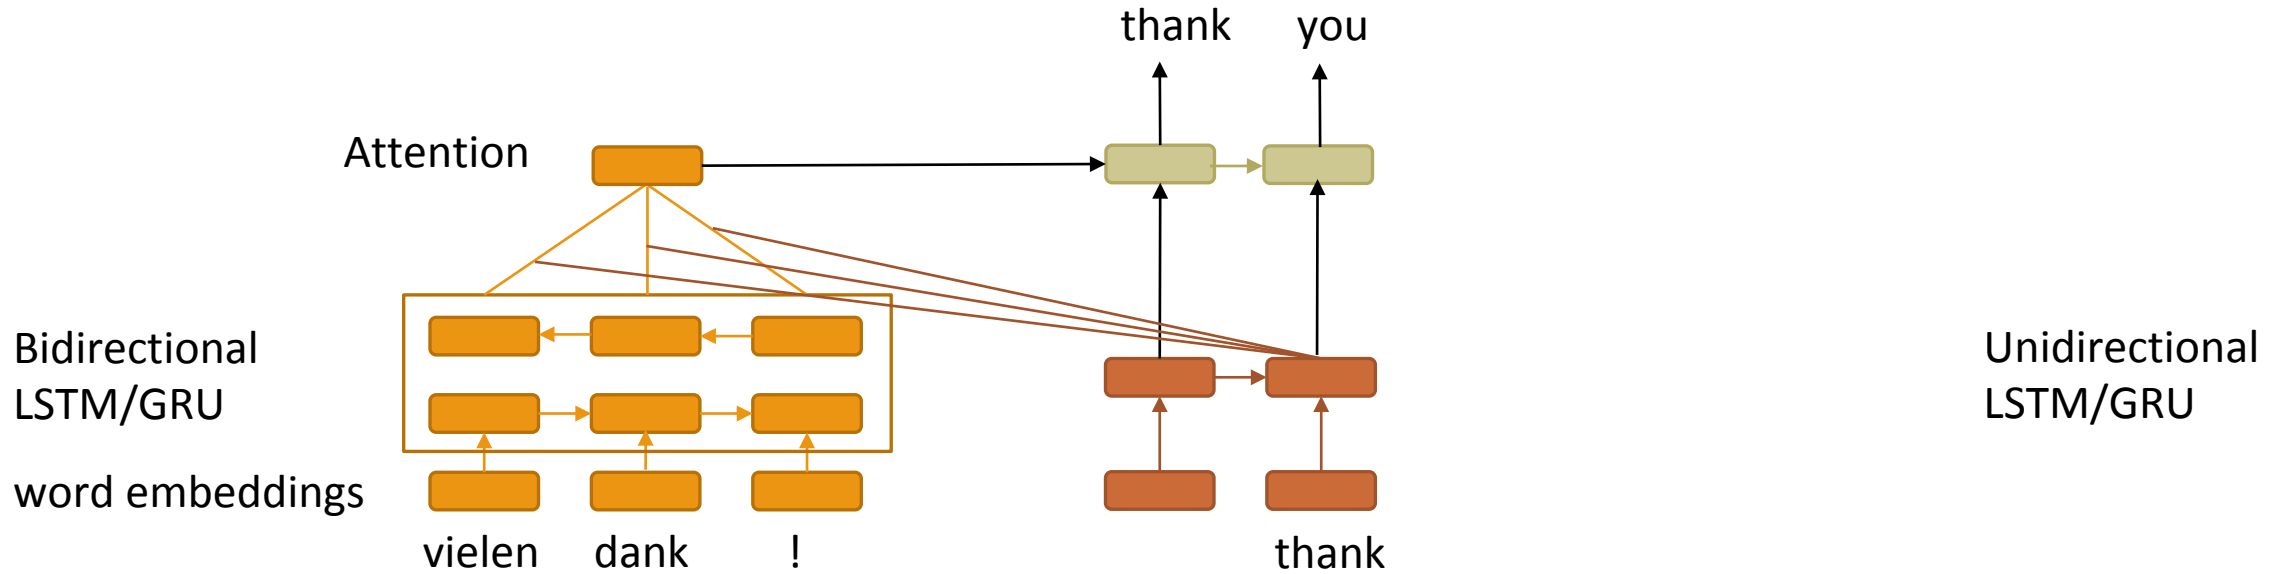 thank you
Attention
Bidirectional
LSTM/GRU
Unidirectional
LSTM/GRU
word embeddings
vielen dank !
thank